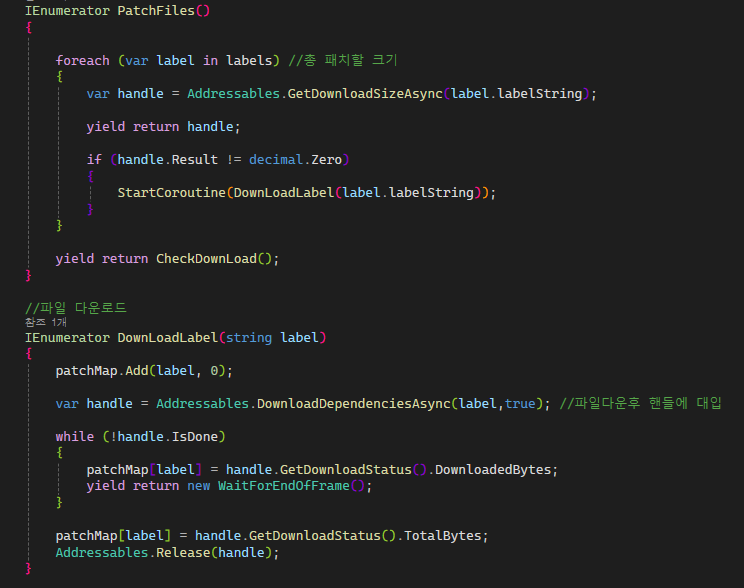 IEnumerator PatchFiles()
{
foreach (var label in labels) //총 패치할 크기
{
var handle = Addressables.GetDownloadSizeAsync(label.labelString);
yield return handle;
if (handle.Result != decimal.Zero)
{
StartCoroutine(DownLoadLabel(label.labelString));
}
}
yield return CheckDownLoad();
}
//파일 다운로드
참조 1개
IEnumerator DownLoadLabel(string label)
{
patchMap.Add(label, 0);
var handle = Addressables.DownloadDependenciesAsync(label,true); //파일다운후 핸들에 대입
while (!handle.IsDone)
{
patchMap[label] = handle.GetDownloadStatus().DownloadedBytes;
yield return new WaitForEndOfFrame();
}
patchMap[label] = handle.GetDownloadStatus().TotalBytes;
Addressables.Release(handle);
}